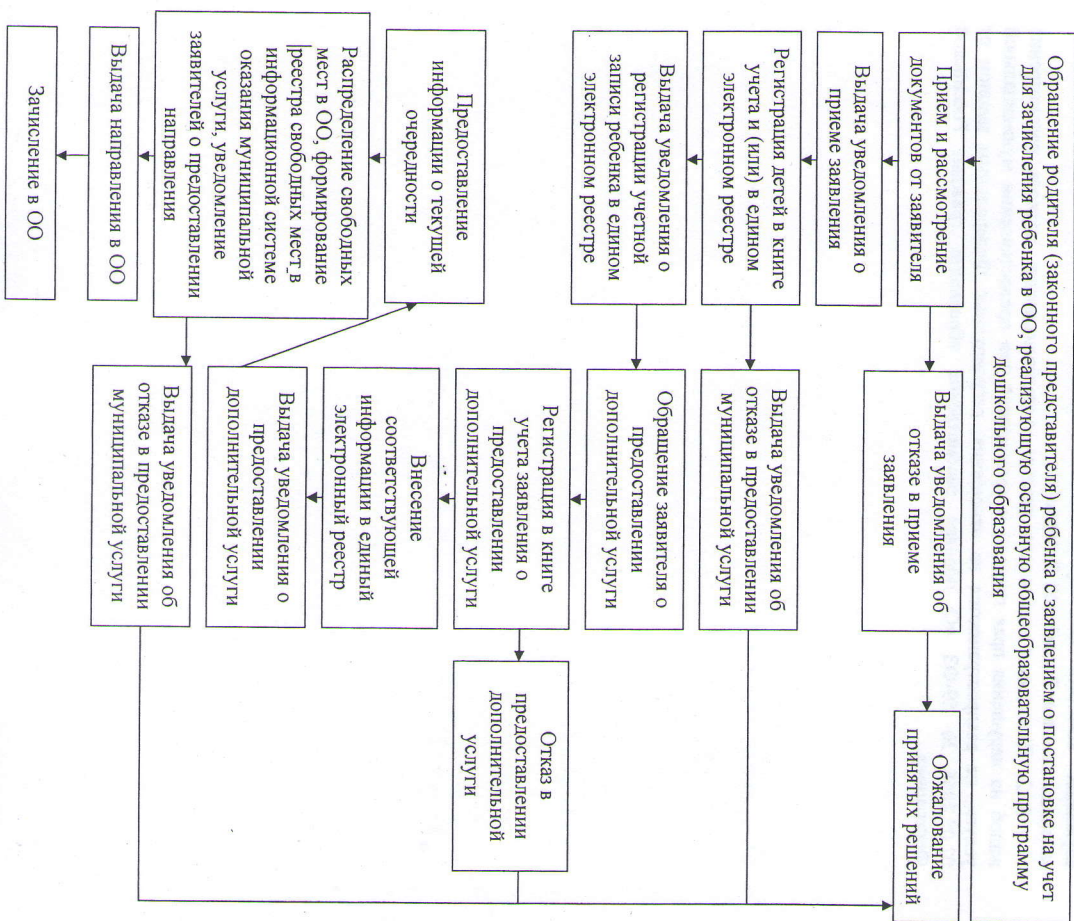 Обращение родителя (законного представителя) ребенка с заявлением о постановке на учет
для зачисления ребенка в ОО, реализующую основную общеобразовательную программу
дошкольного образования
Прием и рассмотрение
документов от заявителя
Выдача уведомления об
отказе в приеме
заявления
Обжалование
принятых решений
Выдача уведомления о
приеме заявления
Регистрация детей в книге
учета и (или) в едином
электронном реестре
Выдача уведомления об
отказе в предоставлении
муниципальной услуги
Выдача уведомления о
регистрации учетной
записи ребенка в едином
электронном реестре
Обращение заявителя о
предоставлении
дополнительной услуги
Предоставление
информации о текущей
очередности
Регистрация в книге
учета заявления о
предоставлении
дополнительной услуги
Отказ в
предоставлении
дополнительной
услуги
Внесение
соответствующей
информации в единый
электронный реестр
Распределение свободных
мест в ОО, формирование
реестра свободных мест_в
информационной системе
оказания муниципальной
услуги, уведомление
заявителей о предоставлении
направления
Выдача уведомления о
предоставлении
дополнительной услуги
Выдача уведомления об
отказе в предоставлении
муниципальной услуги
Выдача направления в ОО
Зачисление в ОО